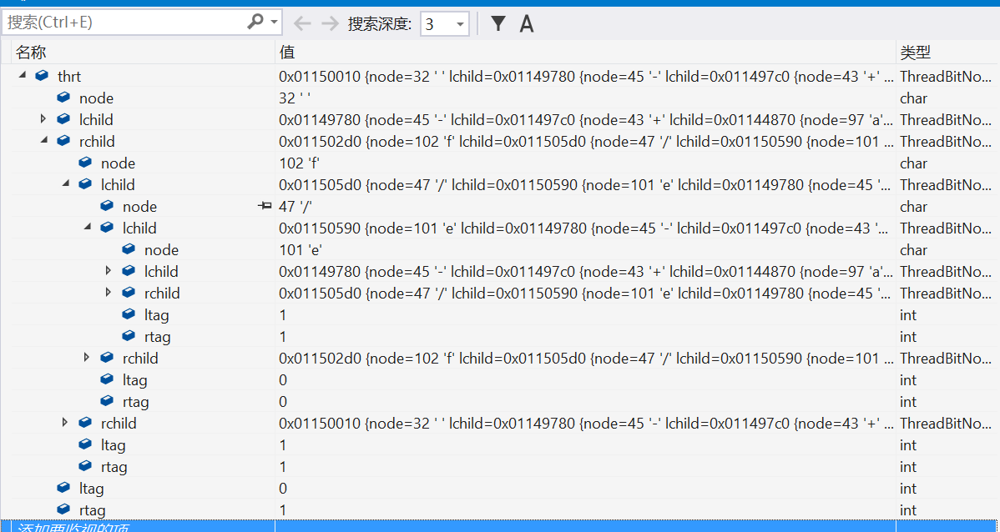 搜索(Ctrl+E) 搜索深度: 3 A
名称 值 类型
thrt 0x01150010 {node=32 ' ' lchild=0x01149780 {node=45 '-' lchild=0x011497c0 {node=43 '+' ... ThreadBitNo...
node 32 ' ' char
lchild 0x01149780 {node=45 '-' lchild=0x011497c0 {node=43 '+' lchild=0x01144870 {node=97 'a'... ThreadBitNo...
rchild 0x011502d0 {node=102 'f' lchild=0x011505d0 {node=47 '/' lchild=0x01150590 {node=101 ... ThreadBitNo...
node 102 'f' char
lchild 0x011505d0 {node=47 '/' lchild=0x01150590 {node=101 'e' lchild=0x01149780 {node=45 '-'... ThreadBitNo...
node 47 '/' char
lchild 0x01150590 {node=101 'e' lchild=0x01149780 {node=45 '-' lchild=0x011497c0 {node=43 '... ThreadBitNo...
node 101 'e' char
lchild 0x01149780 {node=45 '-' lchild=0x011497c0 {node=43 '+' lchild=0x01144870 {node=97 'a'... ThreadBitNo...
rchild 0x011505d0 {node=47 '/' lchild=0x01150590 {node=101 'e' lchild=0x01149780 {node=45 '-'... ThreadBitNo...
ltag 1 int
rtag 1 int
rchild 0x011502d0 {node=102 'f' lchild=0x011505d0 {node=47 '/' lchild=0x01150590 {node=101 ... ThreadBitNo...
ltag 0 int
rtag 0 int
rchild 0x01150010 {node=32 ' ' lchild=0x01149780 {node=45 '-' lchild=0x011497c0 {node=43 '+' ... ThreadBitNo...
ltag 1 int
rtag 1 int
ltag 0 int
rtag 1 int
添加要监视的项